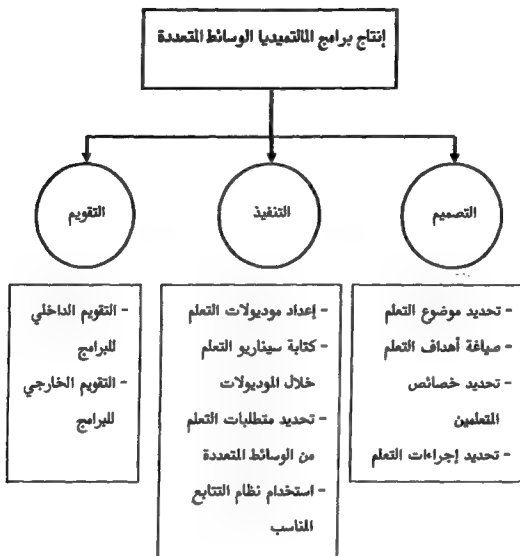 إنتاج برامج المالتميديا الوسائط المتعددة
التصميم
التنفيذ
التقويم
- تحديد موضوع التعلم
- صياغة أهداف التعلم
- تحديد خصائص
المتعلمين
- تحديد إجراءات التعلم
- إعداد موديولات التعلم
- كتابة سيناريو التعلم
خلال الموديولات
- تحديد متطلبات التعلم
من الوسائط المتعددة
- استخدام نظام التتابع
المناسب
- التقويم الداخلي
للبرامج
- التقويم الخارجي
للبرامج